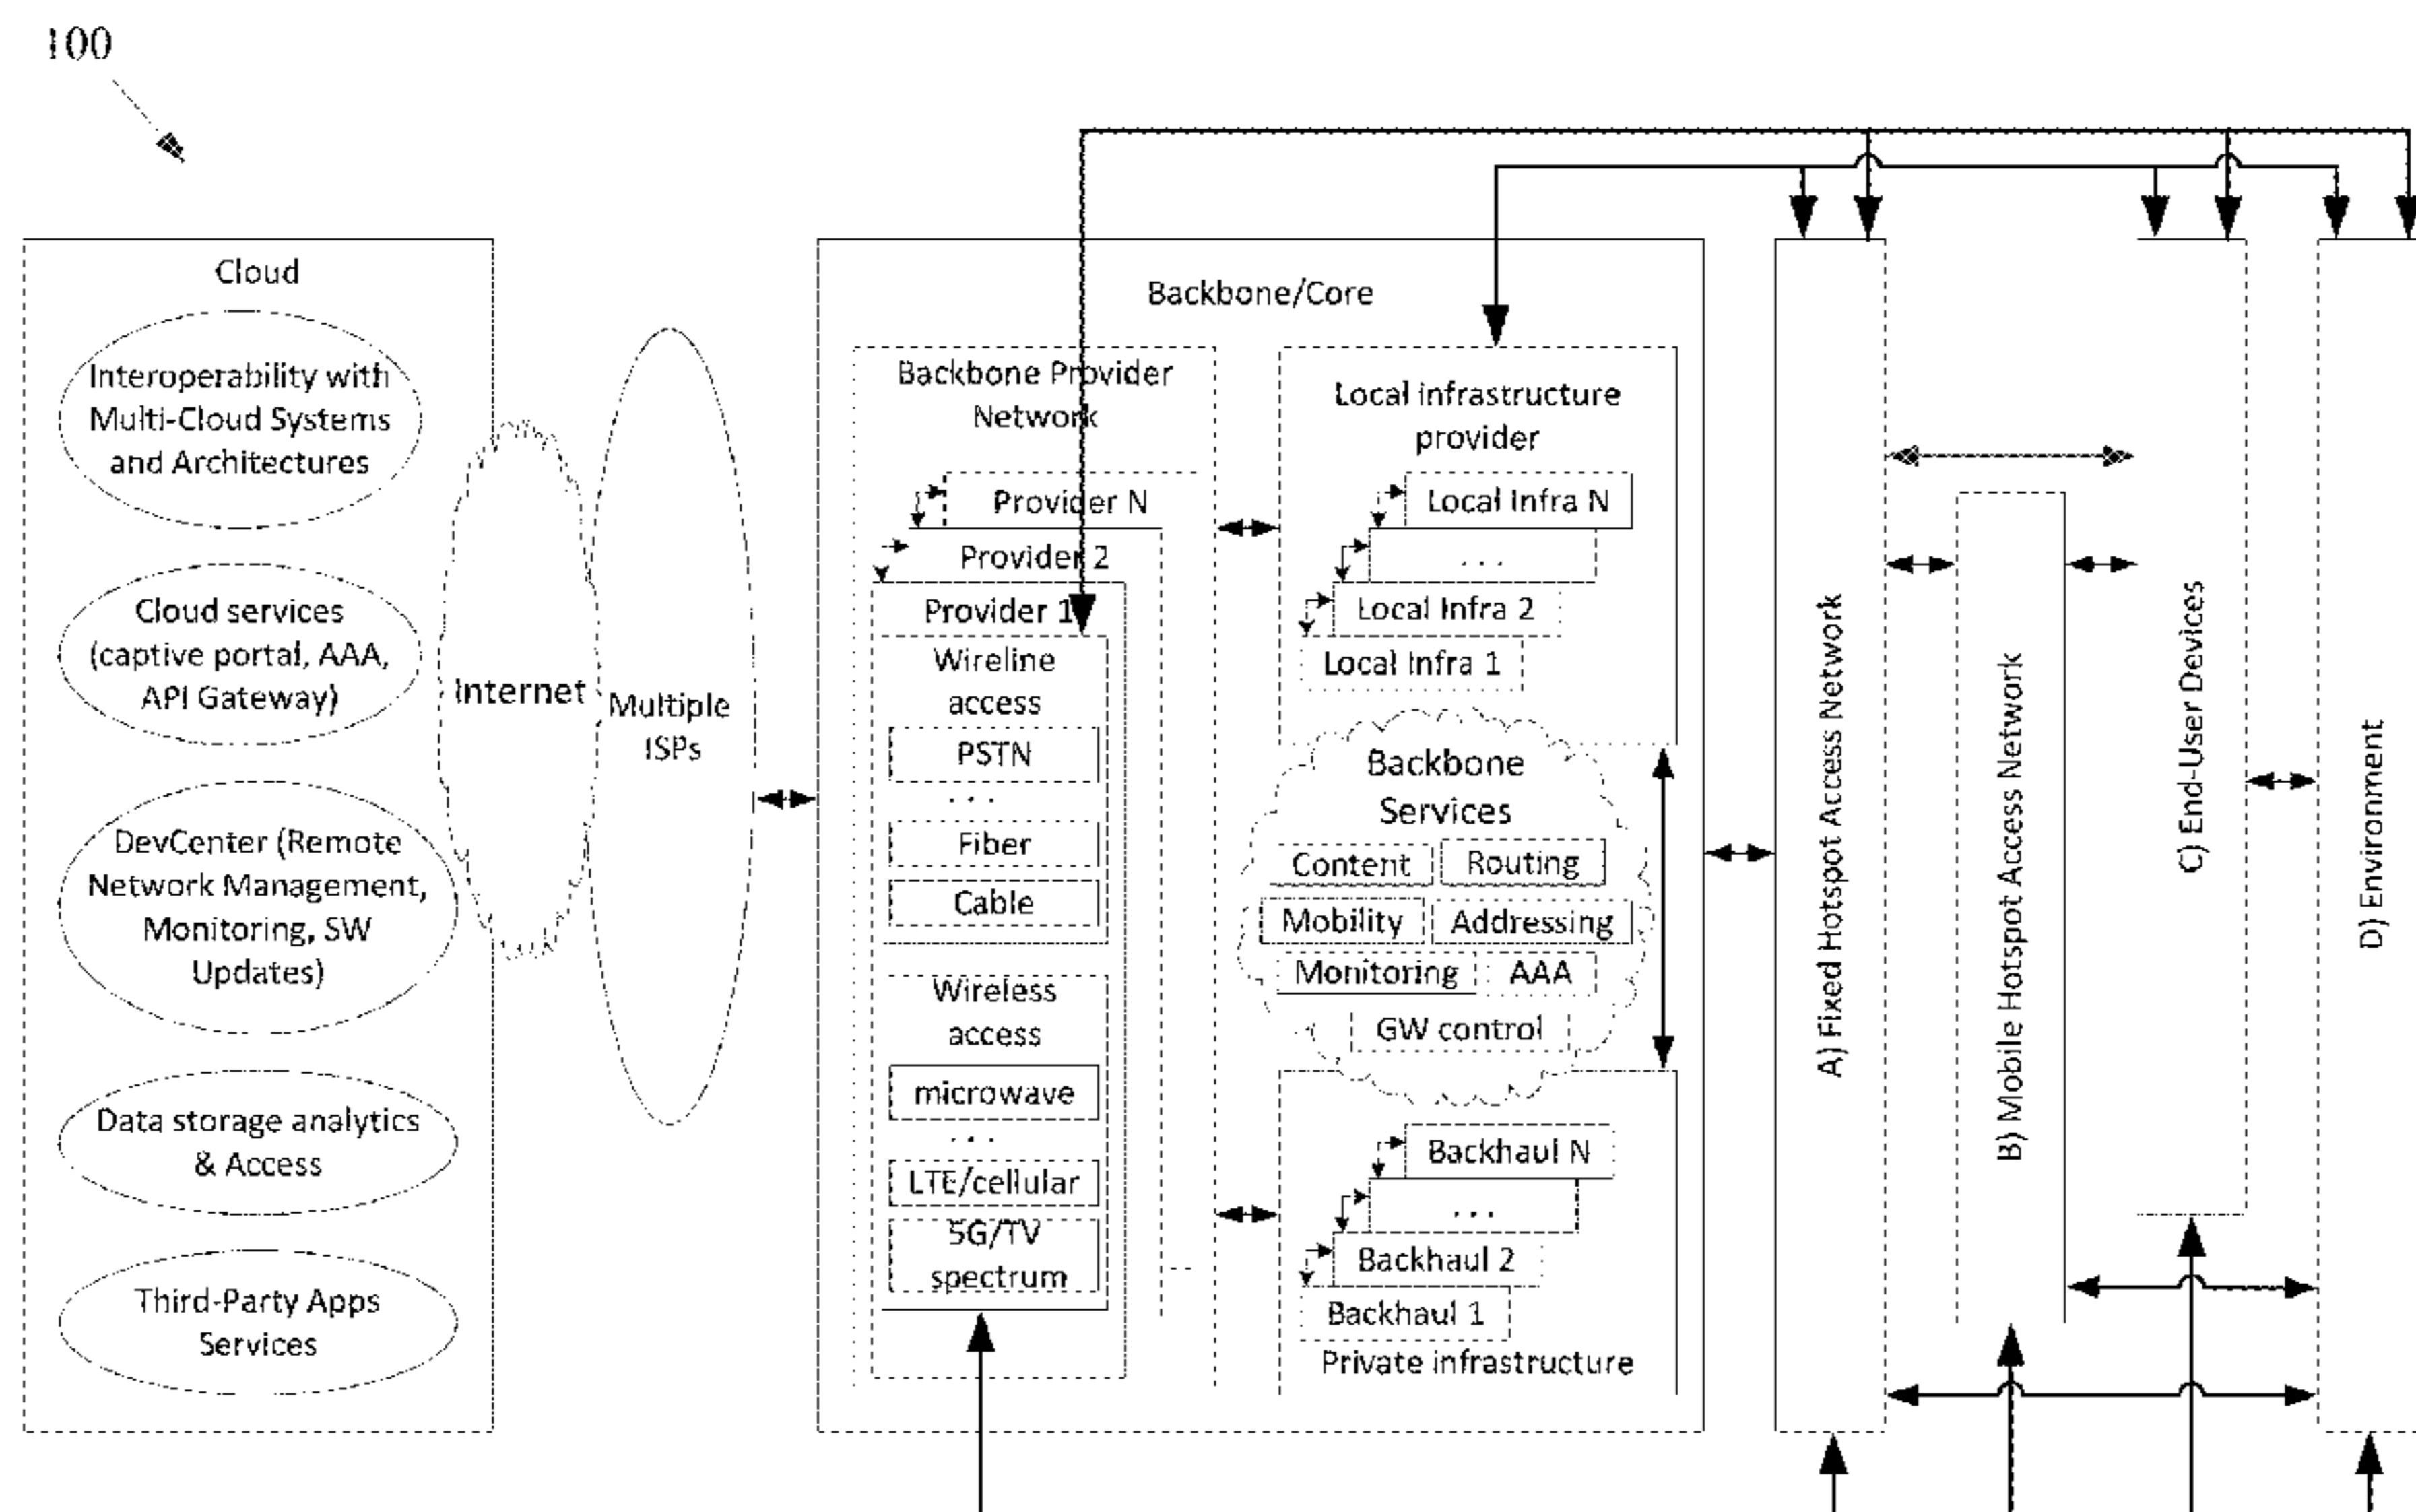 100
Cloud
Interoperability with
Multi-Cloud Systems
and Architectures
Cloud services
(captive portal, AAA,
API Gateway)
DevCenter (Remote
Network Management,
Monitoring, SW
Updates)
Data storage analytics
& Access
Third-Party Apps
Services
Internet
Multiple
ISPs
Backbone/Core
Backbone Provider
Network
Provider N
Provider 2
Provider 1
Wireline
access
PSTN
. . .
Fiber
Cable
Wireless
access
microwave
. . .
LTE/cellular
5G/TV
spectrum
Local infrastructure
provider
Local Infra N
. . .
Local Infra 2
Local Infra 1
Backbone
Services
Content Routing
Mobility Addressing
Monitoring AAA
GW control
Backhaul N
. . .
Backhaul 2
Backhaul 1
Private infrastructure
A) Fixed Hotspot Access Network
B) Mobile Hotspot Access Network
C) End-User Devices
D) Environment